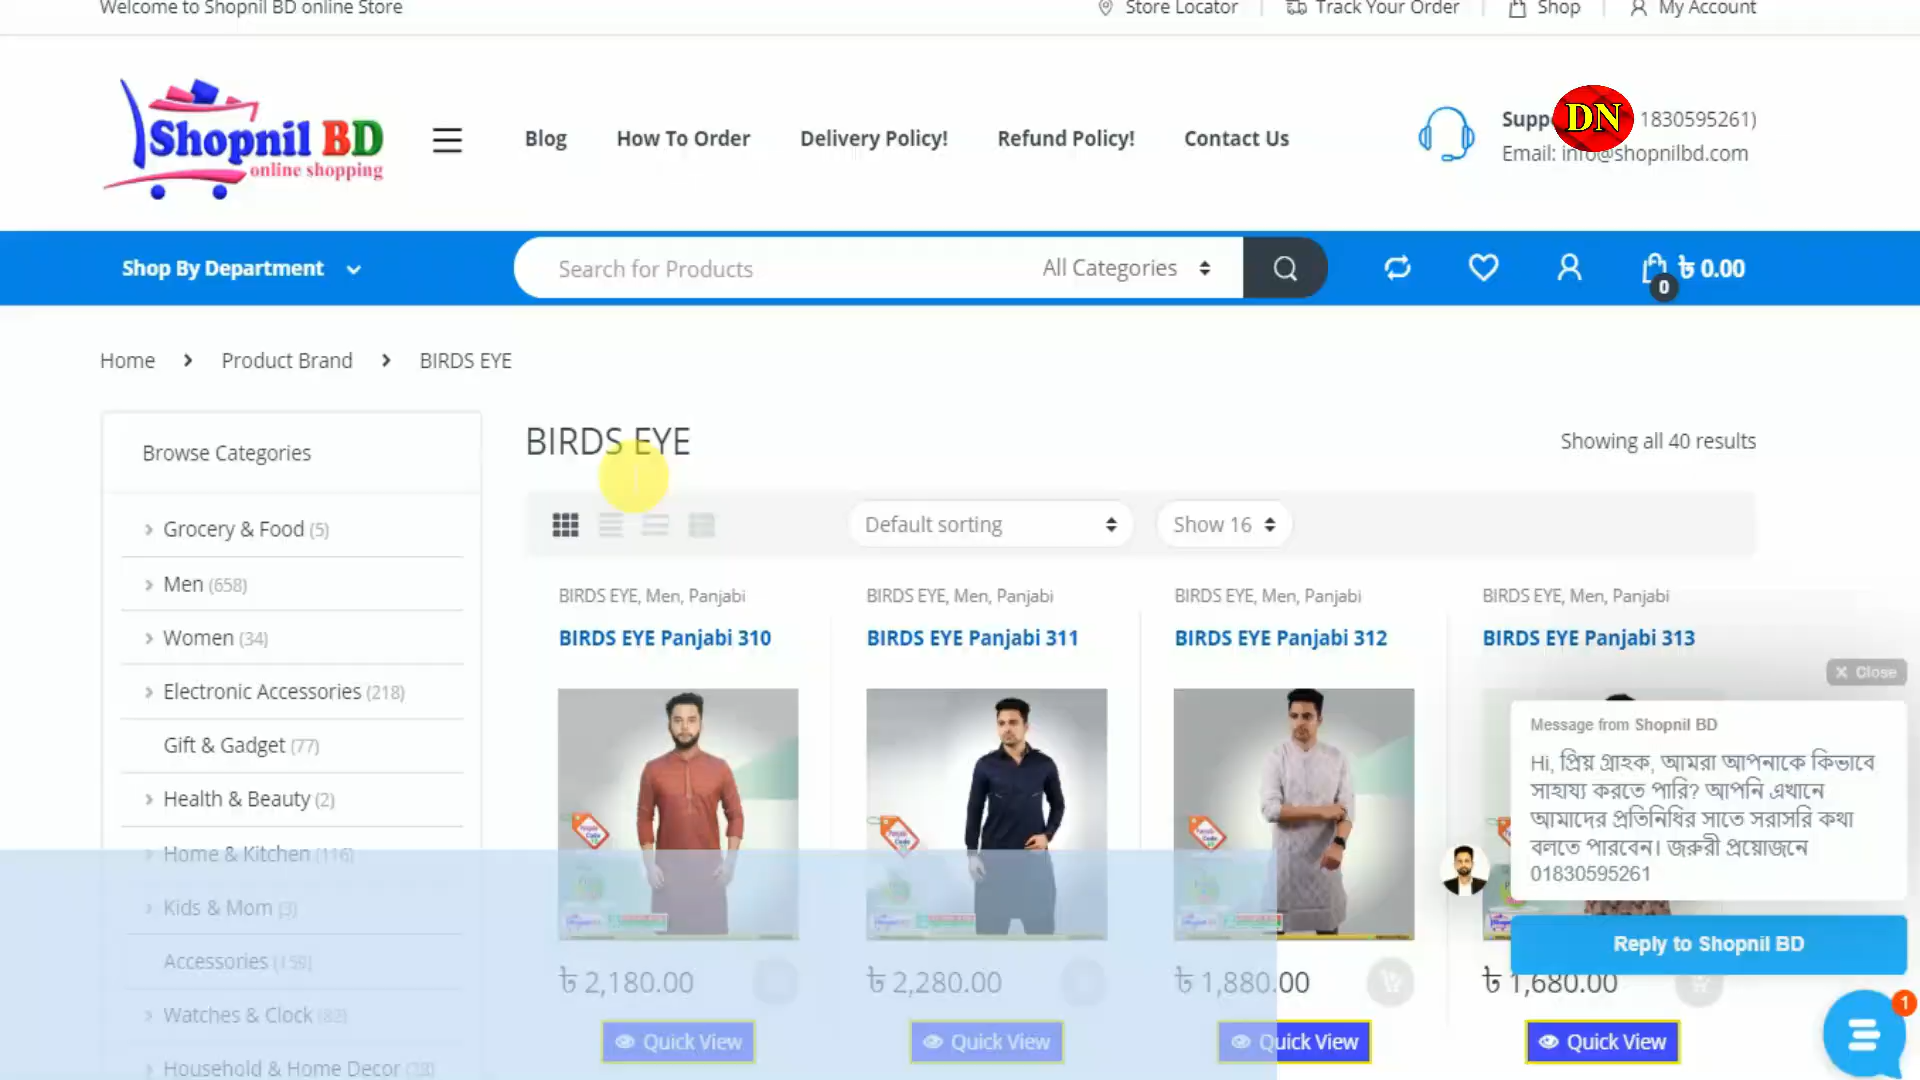 Welcome to Shopnil BD online Store
Store Locator
Track Your Order
Shop
My Account
Shopnil BD
online shopping
Blog
How To Order
Delivery Policy!
Refund Policy!
Contact Us
DN
1830595261)
Email: info@shopnilbd.com
Shop By Department
Search for Products
All Categories
৳ 0.00
0
Home
Product Brand
BIRDS EYE
Browse Categories
BIRDS EYE
Showing all 40 results
Default sorting
Show 16
Grocery & Food (5)
Men (658)
Women (34)
Electronic Accessories (218)
Gift & Gadget (77)
Health & Beauty (2)
Home & Kitchen (116)
Kids & Mom (3)
Accessories (159)
Watches & Clock
Household & Home Decor
BIRDS EYE, Men, Panjabi
BIRDS EYE Panjabi 310
৳ 2,180.00
Quick View
BIRDS EYE, Men, Panjabi
BIRDS EYE Panjabi 311
৳ 2,280.00
Quick View
BIRDS EYE, Men, Panjabi
BIRDS EYE Panjabi 312
৳ 1,880.00
Quick View
BIRDS EYE, Men, Panjabi
BIRDS EYE Panjabi 313
৳ 1,680.00
Quick View
Close
Message from Shopnil BD
Hi, প্রিয় গ্রাহক, আমরা আপনাকে কিভাবে
সাহায্য করতে পারি? আপনি এখানে
আমাদের প্রতিনিধির সাতে সরাসরি কথা
বলতে পারবেন। জরুরী প্রয়োজনে
01830595261
Reply to Shopnil BD
1